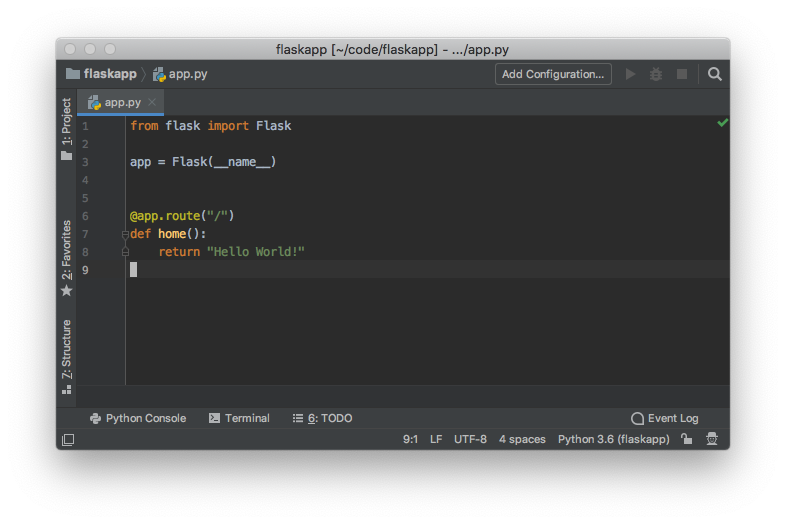 flaskapp [~/code/flaskapp] - .../app.py
flaskapp app.py Add Configuration...
1: Project
2: Favorites
7: Structure
app.py
1 from flask import Flask
2
3 app = Flask(__name__)
4
5
6 @app.route("/")
7 def home():
8     return "Hello World!"
9
Python Console Terminal 6: TODO Event Log
9:1 LF UTF-8 4 spaces Python 3.6 (flaskapp)